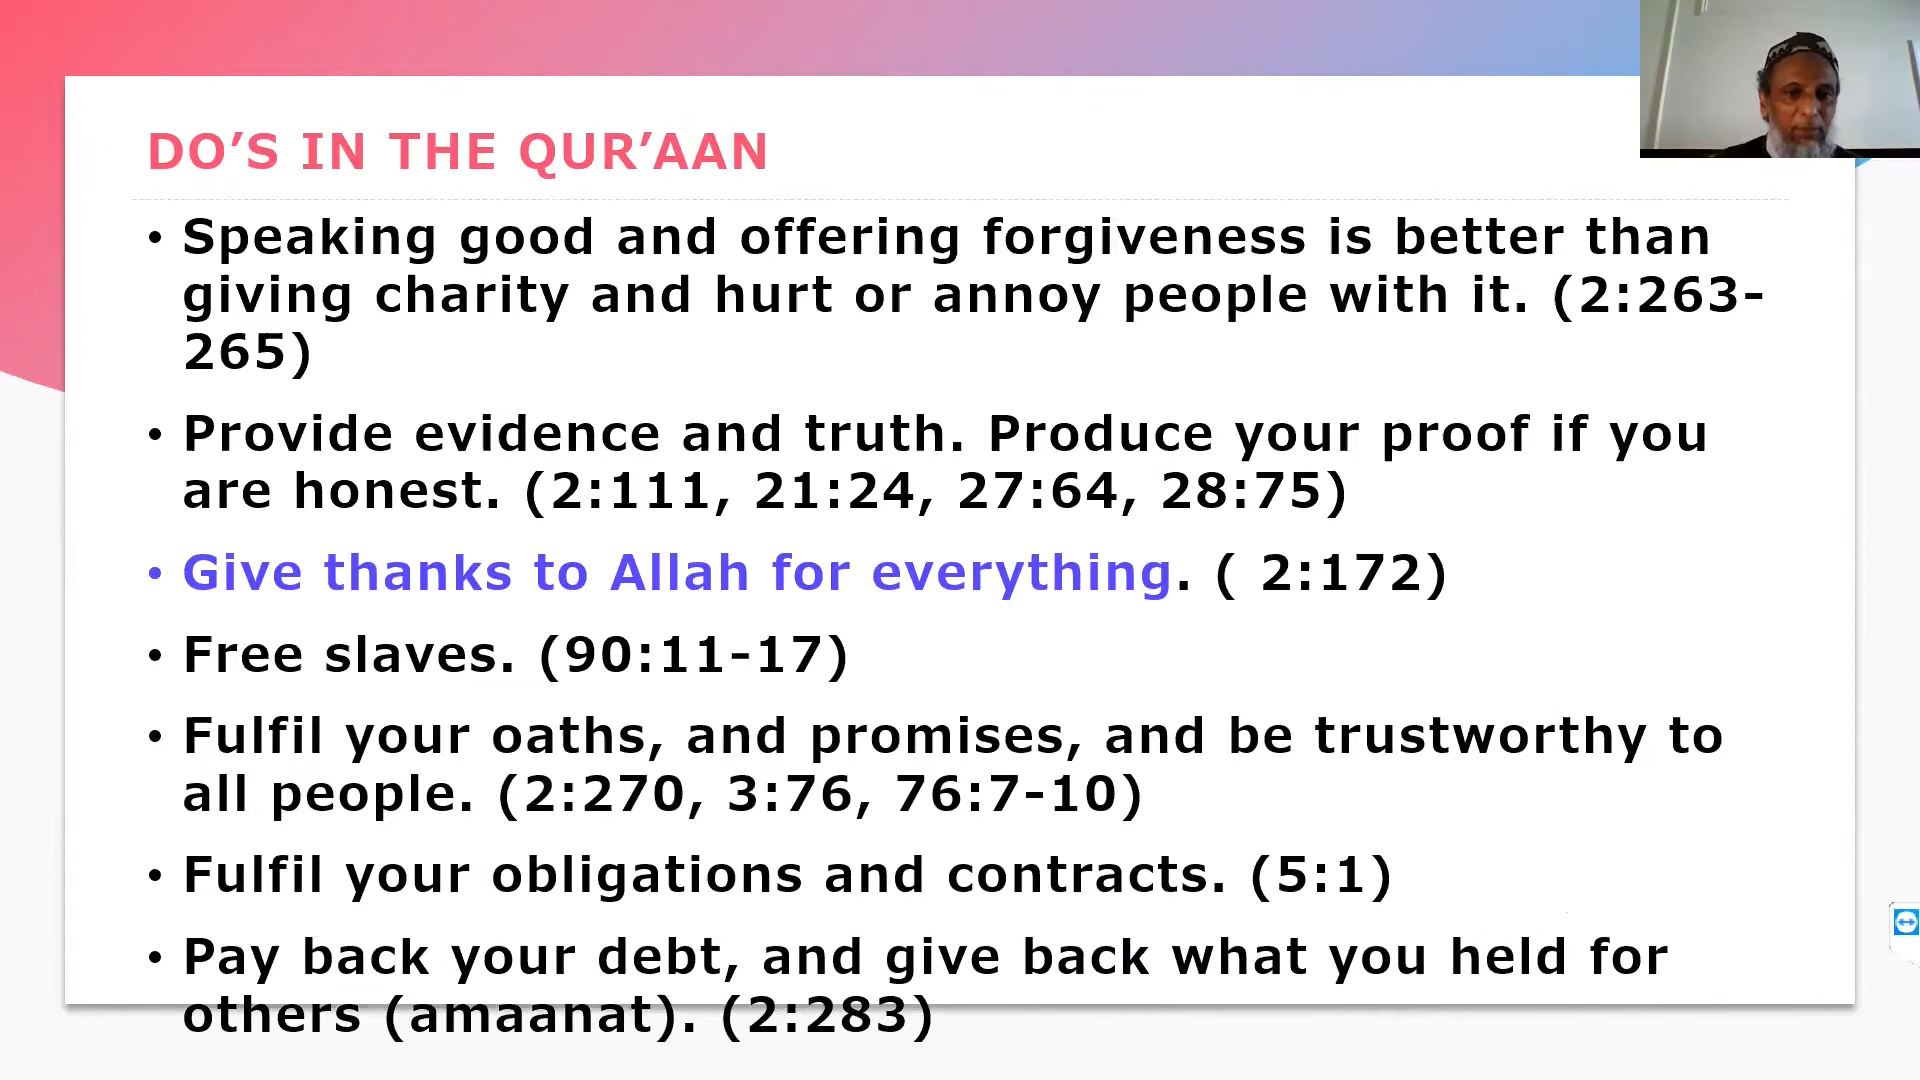 DO’S IN THE QUR’AAN
• Speaking good and offering forgiveness is better than
giving charity and hurt or annoy people with it. (2:263-
265)
• Provide evidence and truth. Produce your proof if you
are honest. (2:111, 21:24, 27:64, 28:75)
• Give thanks to Allah for everything. ( 2:172)
• Free slaves. (90:11-17)
• Fulfil your oaths, and promises, and be trustworthy to
all people. (2:270, 3:76, 76:7-10)
• Fulfil your obligations and contracts. (5:1)
• Pay back your debt, and give back what you held for
others (amaanat). (2:283)